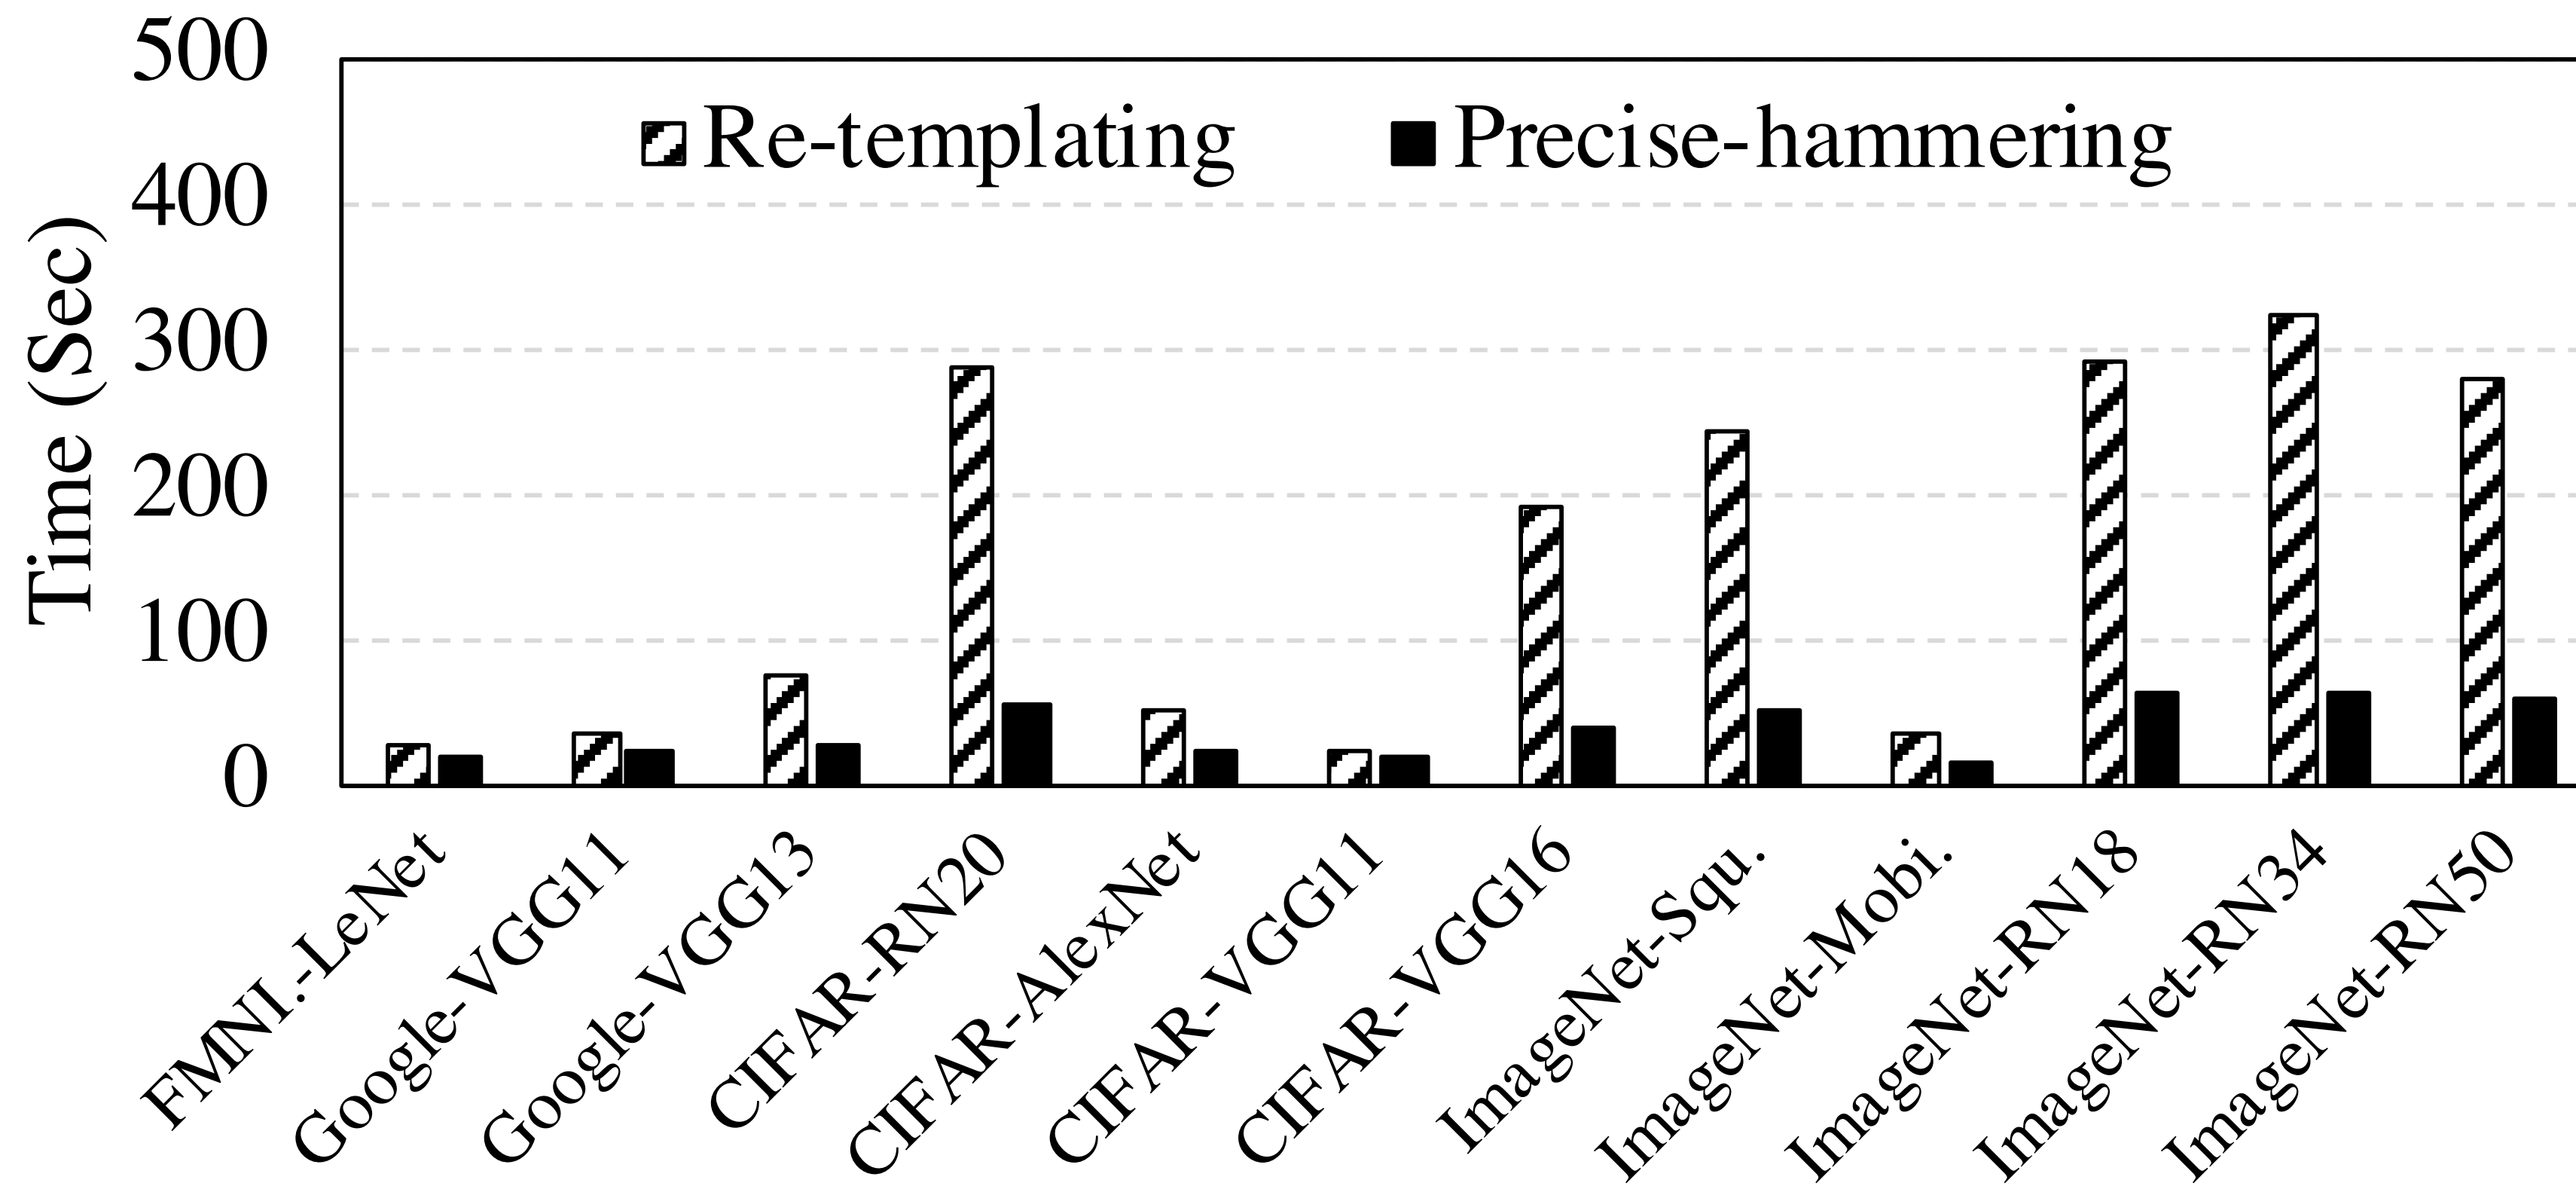 500
Re-templating Precise-hammering
400
300
200
100
0
Time (Sec)
FMNI.-LeNet
Google-VGG11
Google-VGG13
CIFAR-RN20
CIFAR-AlexNet
CIFAR-VGG11
CIFAR-VGG16
ImageNet-Squ.
ImageNet-Mobi.
ImageNet-RN18
ImageNet-RN34
ImageNet-RN50